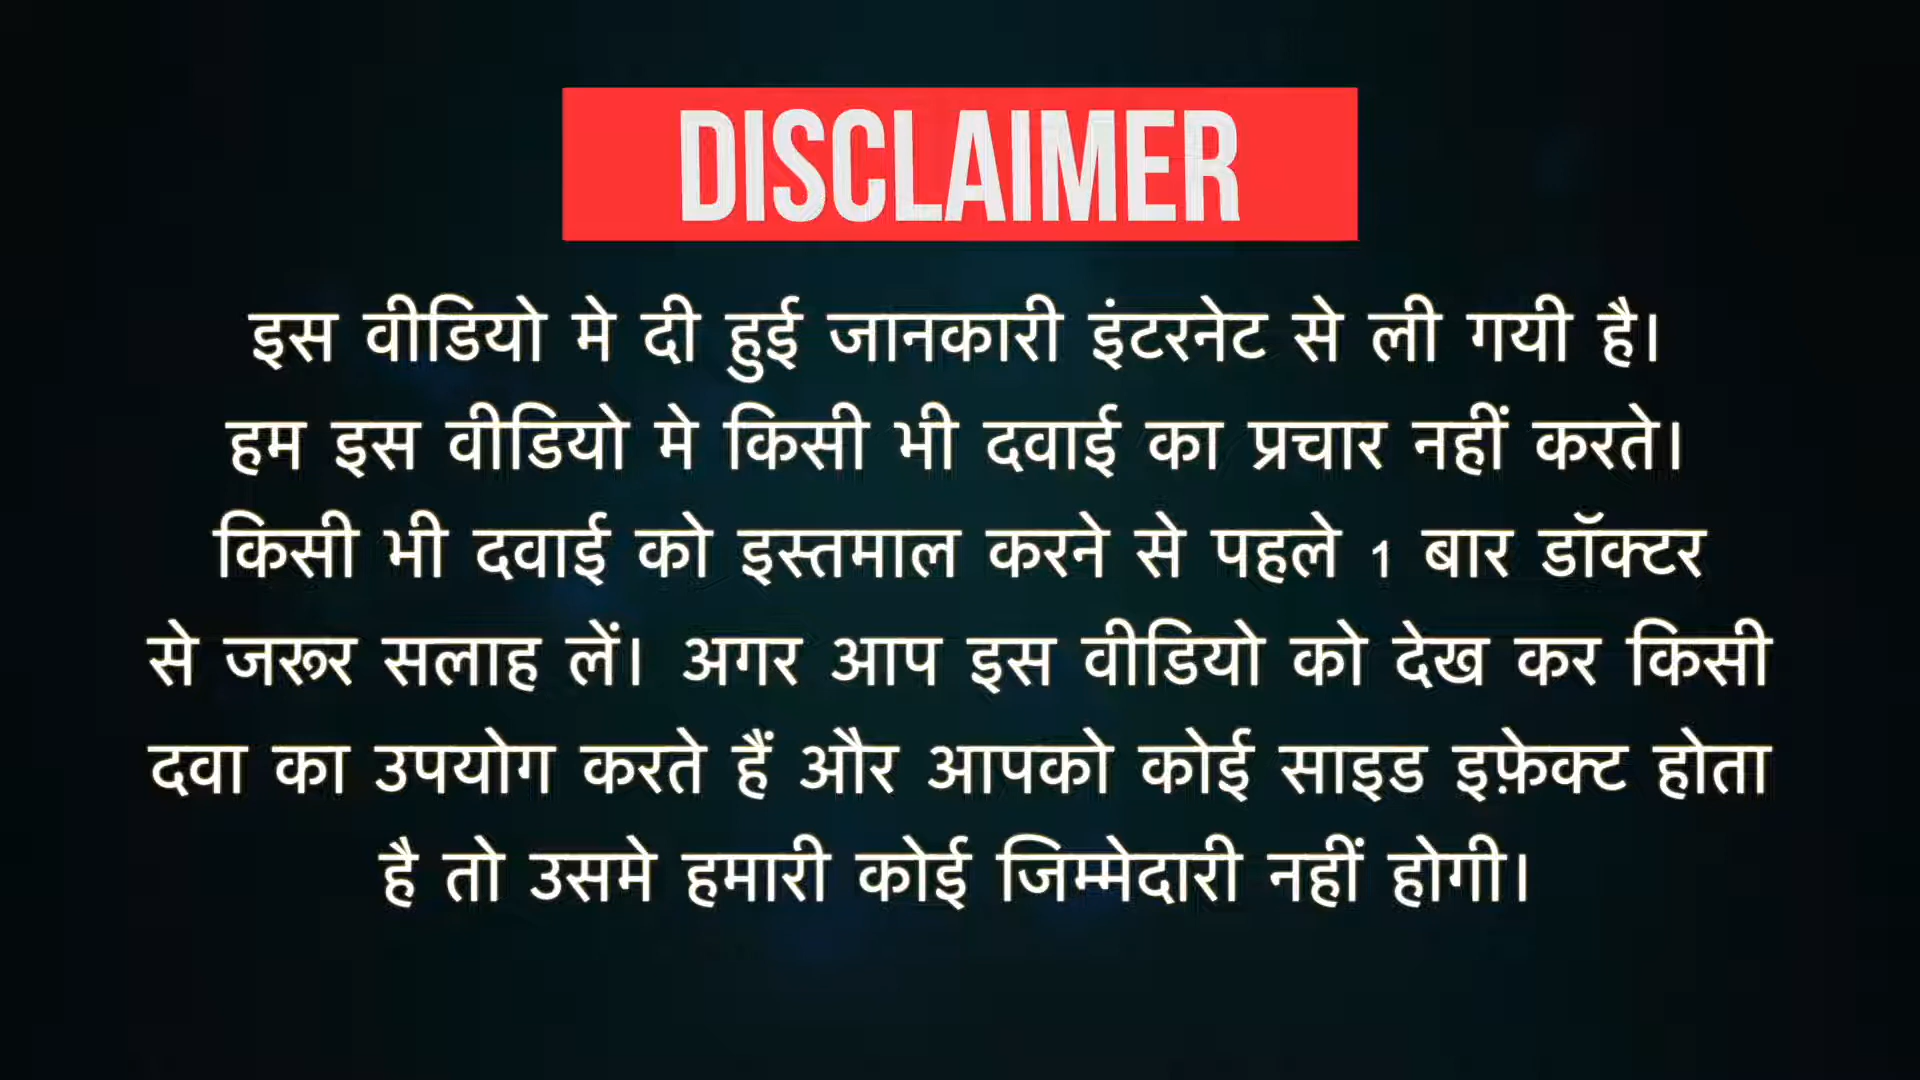 DISCLAIMER
इस वीडियो मे दी हुई जानकारी इंटरनेट से ली गयी है।
हम इस वीडियो मे किसी भी दवाई का प्रचार नहीं करते।
किसी भी दवाई को इस्तमाल करने से पहले 1 बार डॉक्टर
से जरूर सलाह लें। अगर आप इस वीडियो को देख कर किसी
दवा का उपयोग करते हैं और आपको कोई साइड इफ़ेक्ट होता
है तो उसमे हमारी कोई जिम्मेदारी नहीं होगी।